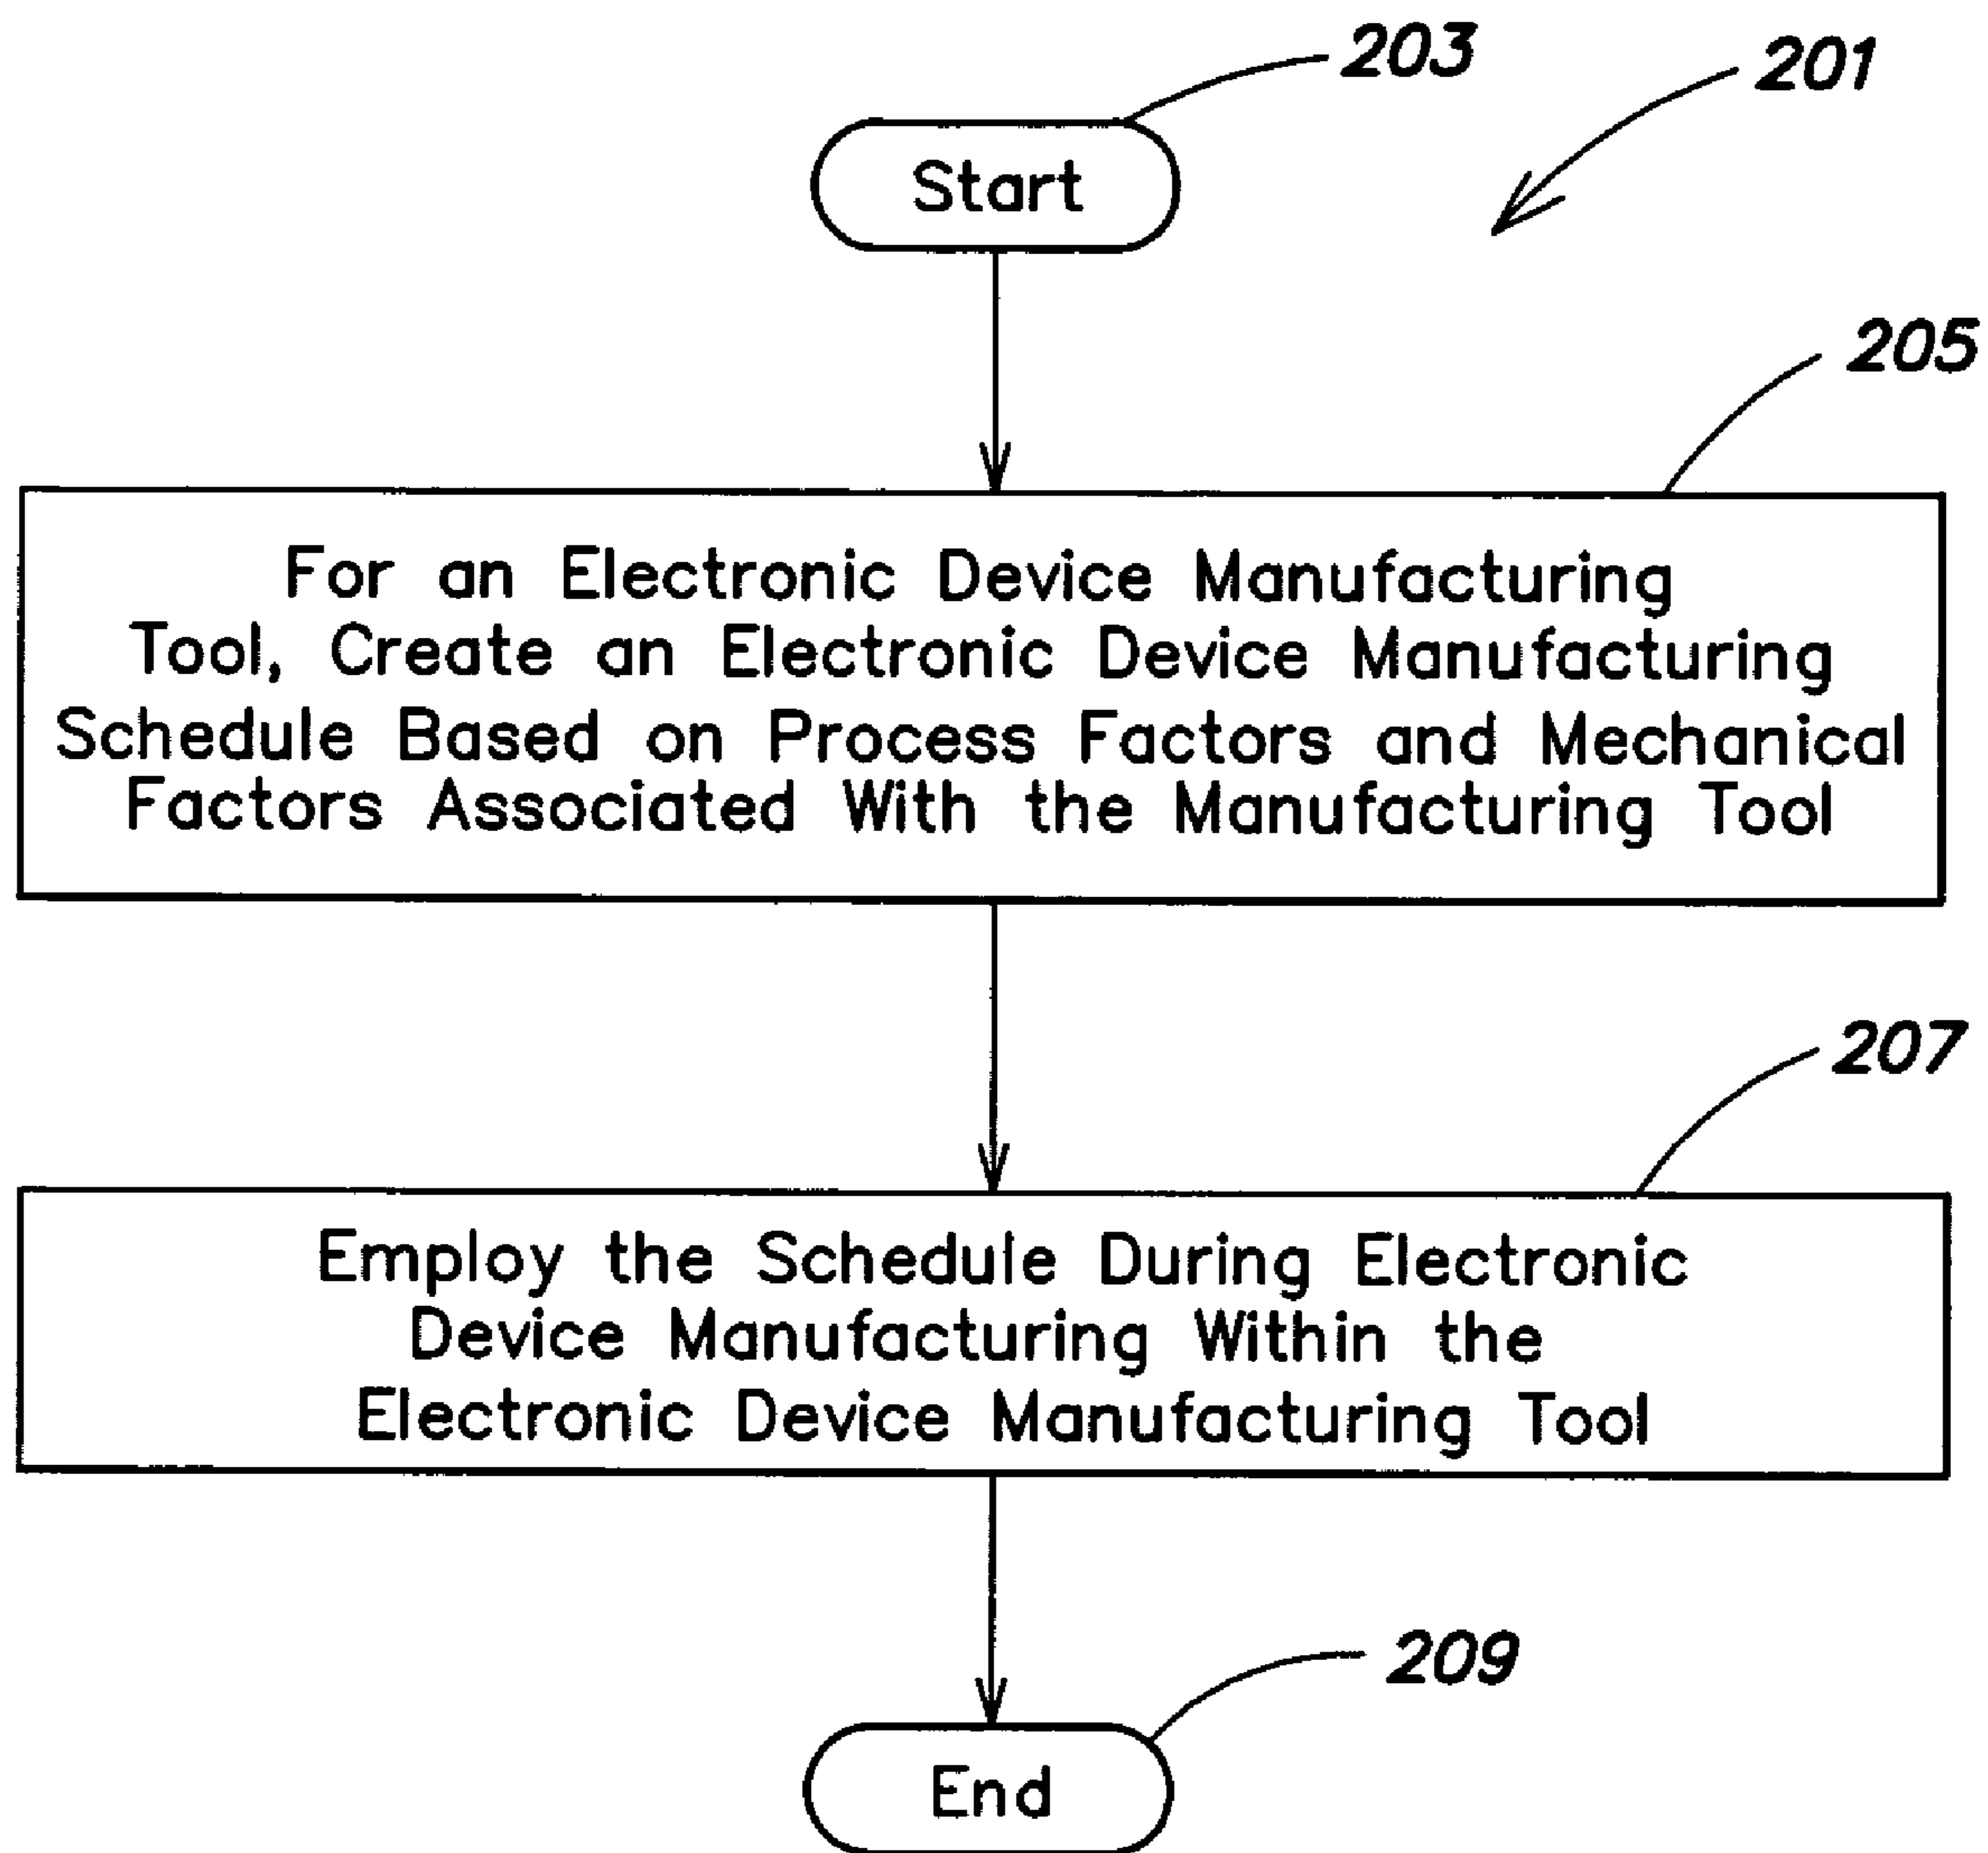 203
201
Start
205
For an Electronic Device Manufacturing
Tool, Create an Electronic Device Manufacturing
Schedule Based on Process Factors and Mechanical
Factors Associated With the Manufacturing Tool
207
Employ the Schedule During Electronic
Device Manufacturing Within the
Electronic Device Manufacturing Tool
209
End